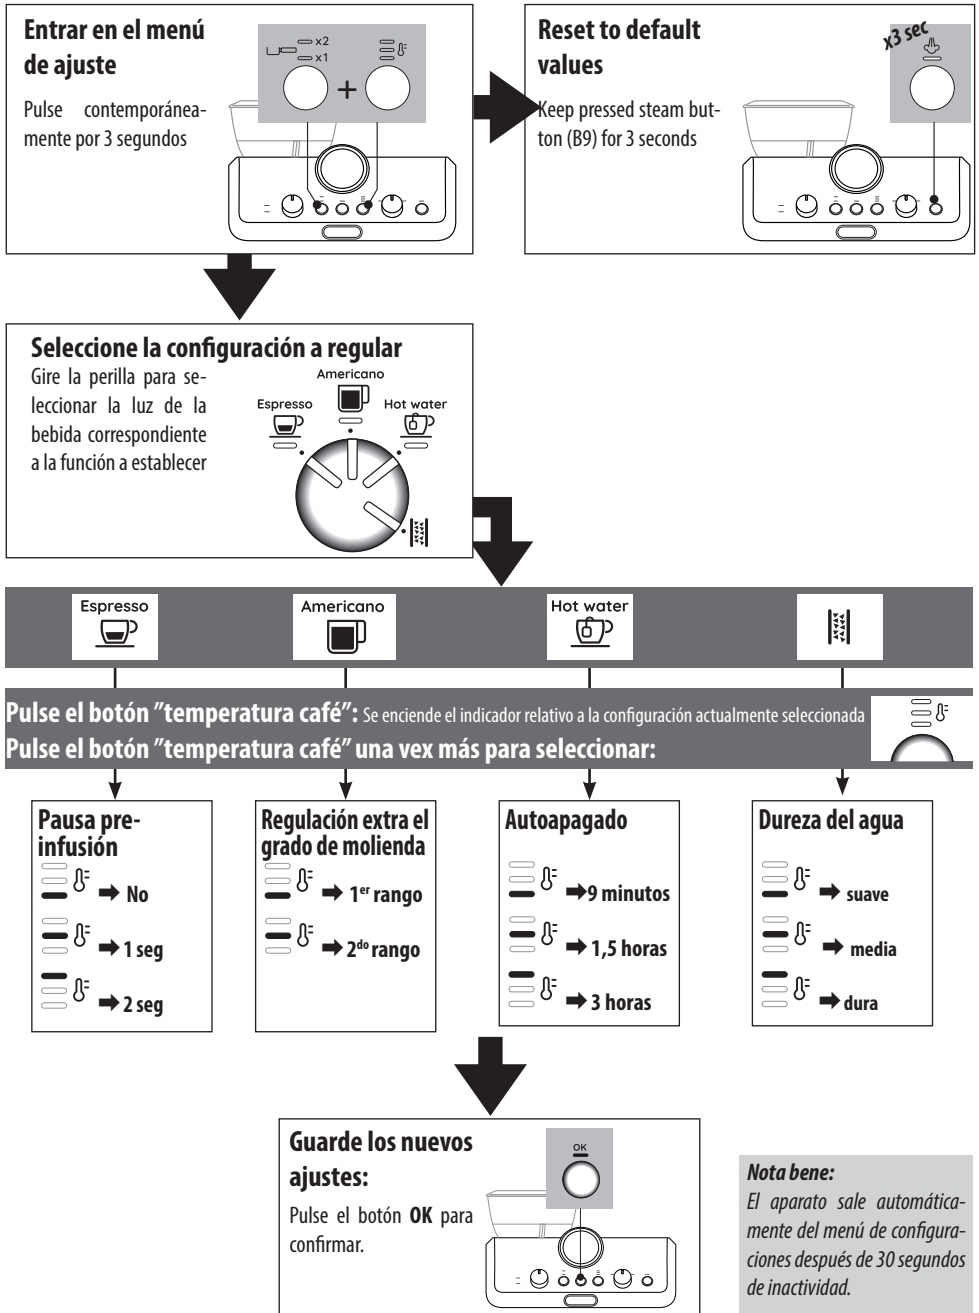 Entrar en el menú
de ajuste
Pulse contemporánea-
mente por 3 segundos
x2
x1
+
Reset to default
values
Keep pressed steam but-
ton (B9) for 3 seconds
x3 sec
Seleccione la configuración a regular
Gire la perilla para se-
leccionar la luz de la
bebida correspondiente
a la función a establecer
Americano
Espresso
Hot water
Espresso
Americano
Hot water
Pulse el botón "temperatura café": Se enciende el indicador relativo a la configuración actualmente seleccionada
Pulse el botón "temperatura café" una vex más para seleccionar:
Pausa pre-
infusión
No
1 seg
2 seg
Regulación extra el
grado de molienda
1er rango
2do rango
Autoapagado
9 minutos
1,5 horas
3 horas
Dureza del agua
suave
media
dura
Guarde los nuevos
ajustes:
Pulse el botón OK para
confirmar.
OK
Nota bene:
El aparato sale automática-
mente del menú de configura-
ciones después de 30 segundos
de inactividad.